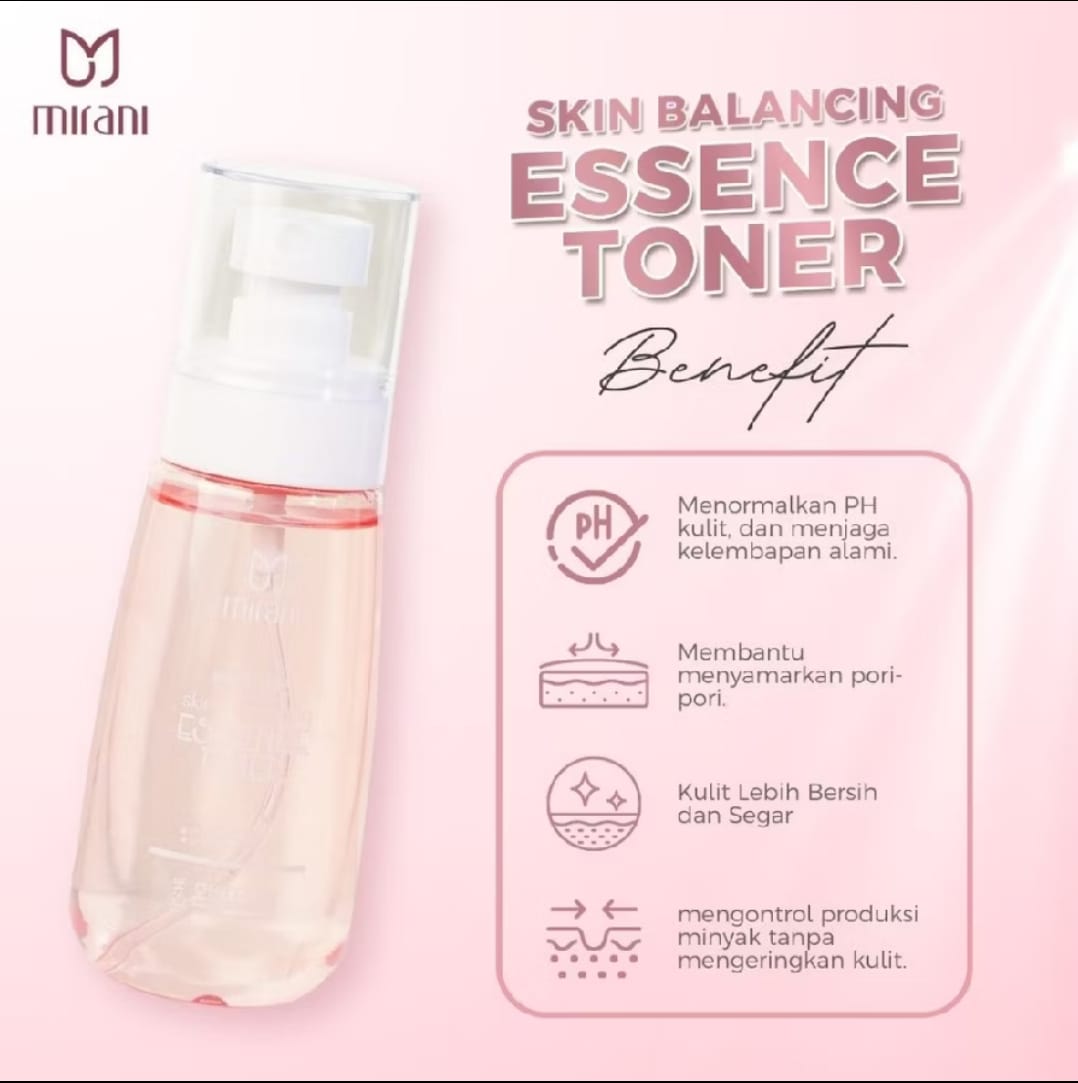 mirani
SKIN BALANCING
ESSENCE
TONER
Benefit
PH
Menormalkan PH
kulit, dan menjaga
kelembapan alami.
Membantu
menyamarkan pori-
pori.
Kulit Lebih Bersih
dan Segar
mengontrol produksi
minyak tanpa
mengeringkan kulit.
mirani
ESSENCE